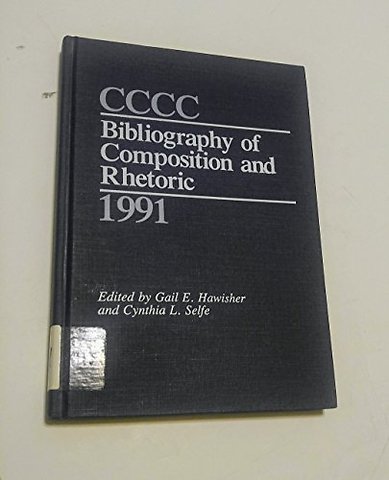 CCCC
Bibliography of
Composition and
Rhetoric
1991
Edited by Gail E. Hawisher
and Cynthia L. Selfe